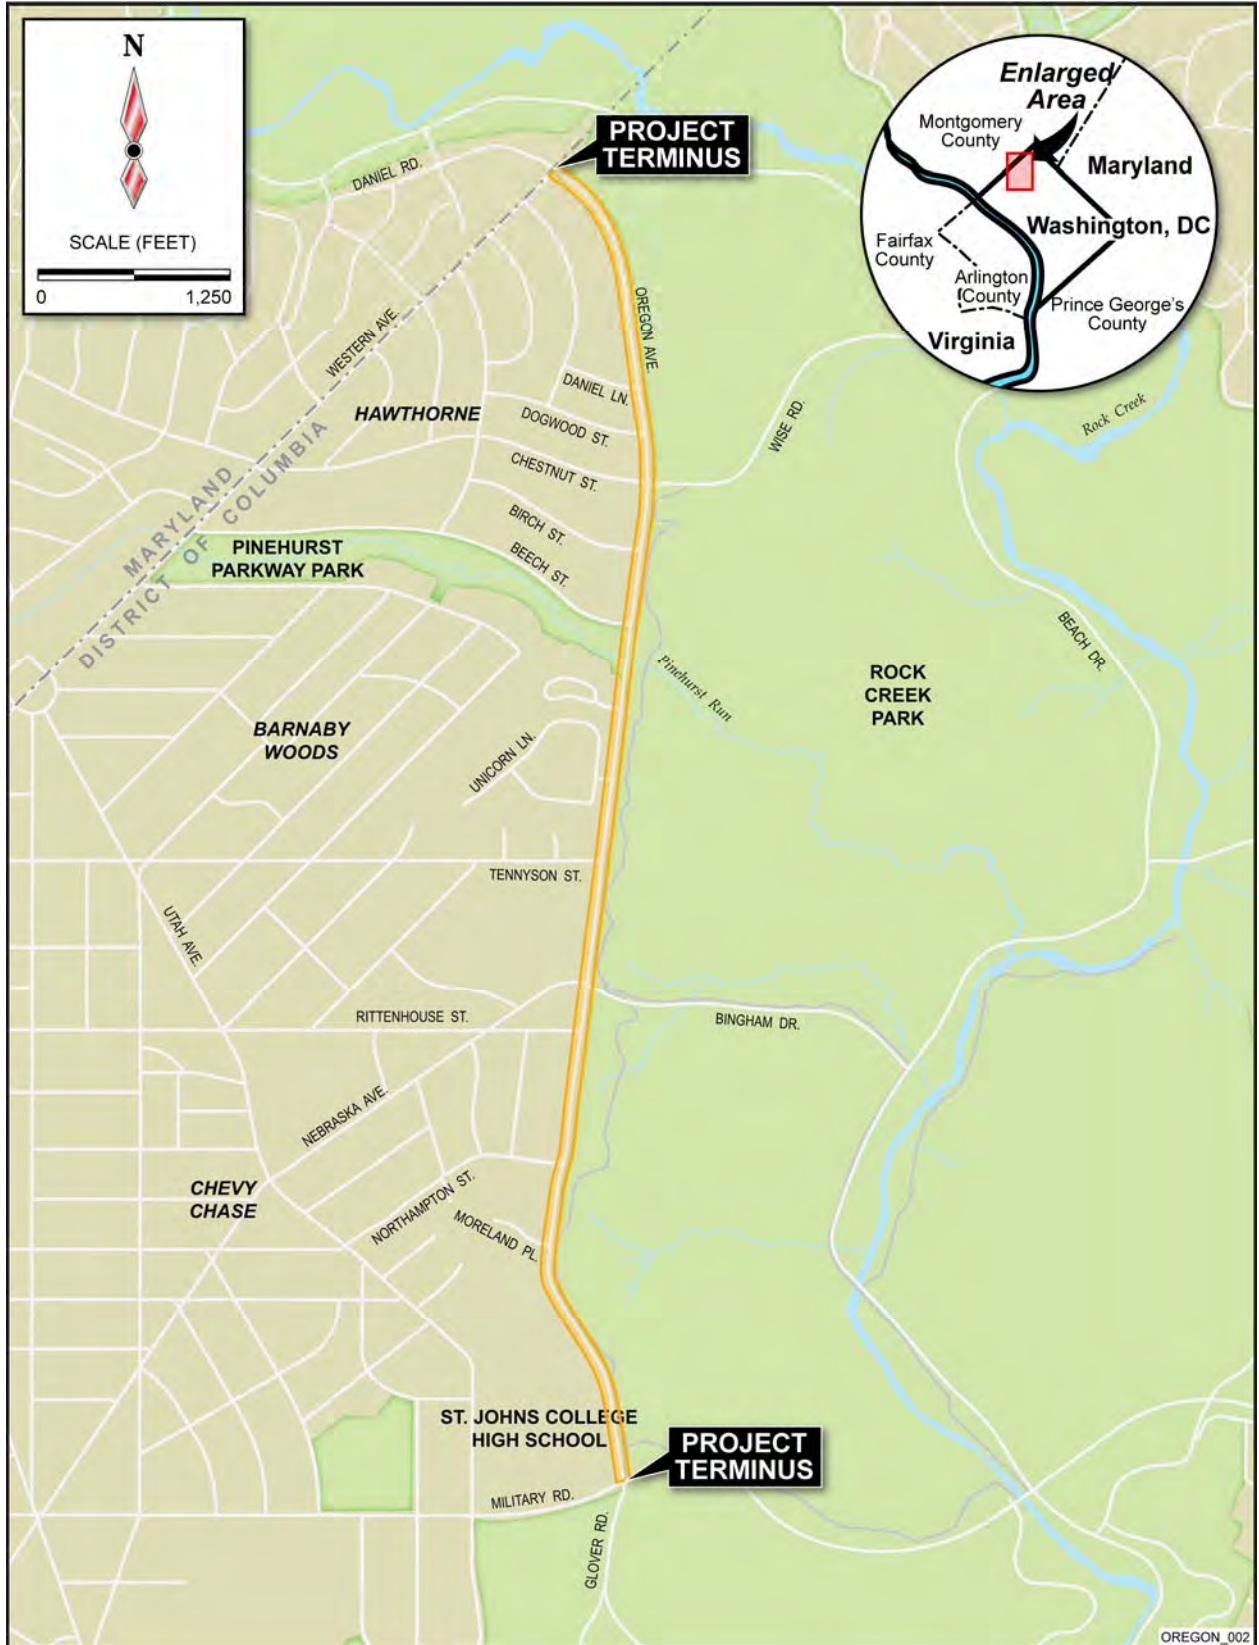 N
SCALE (FEET)
0 1,250
PROJECT
TERMINUS
DANIEL RD.
Enlarged
Area
Montgomery
County
Maryland
Washington, DC
Fairfax
County
Arlington
County
Prince George's
County
Virginia
OREGON AVE.
WESTERN AVE.
DANIEL LN.
HAWTHORNE
DOGWOOD ST.
WISE RD.
Rock Creek
CHESTNUT ST.
MARYLAND
DISTRICT OF COLUMBIA
BIRCH ST.
PINEHURST
PARKWAY PARK
BEECH ST.
BEACH DR.
Pinehurst Run
ROCK
CREEK
PARK
BARNABY
WOODS
UNICORN LN.
TENNYSON ST.
UTAH AVE.
RITTENHOUSE ST.
BINGHAM DR.
NEBRASKA AVE.
CHEVY
CHASE
NORTHAMPTON ST.
MORELAND PL.
ST. JOHNS COLLEGE
HIGH SCHOOL
PROJECT
TERMINUS
MILITARY RD.
GLOVER RD.
OREGON_002